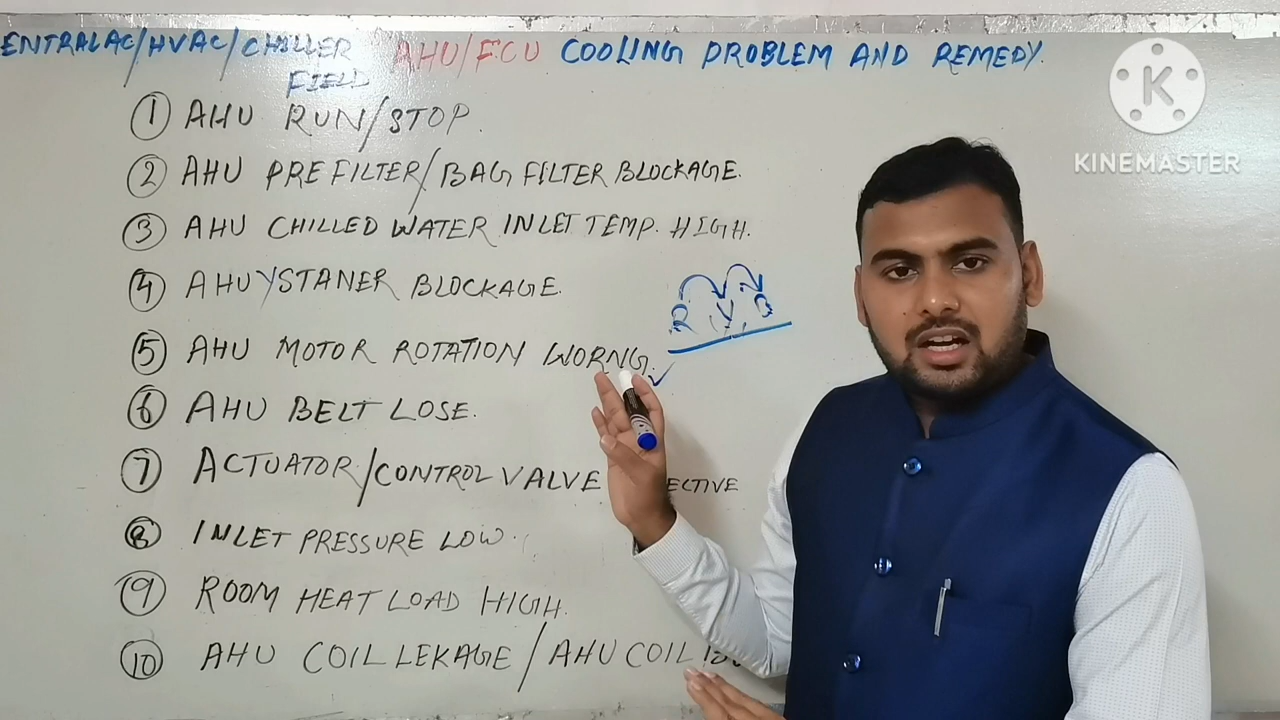 ENTRALAC/HVAC/CHILLER AHU/FCU COOLING PROBLEM AND REMEDY.
FIELD
① AHU RUN/STOP.
② AHU PREFILTER/BAG FILTER BLOCKAGE.
③ AHU CHILLED WATER INLET TEMP. HIGH.
④ AHU YSTANER BLOCKAGE.
R Y B
⑤ AHU MOTOR ROTATION WORNG. ✓
⑥ AHU BELT LOSE.
⑦ ACTUATOR/CONTROL VALVE ECTIVE
⑧ INLET PRESSURE LOW.
⑨ ROOM HEAT LOAD HIGH.
⑩ AHU COIL LEKAGE / AHU COIL
K
KINEMASTER